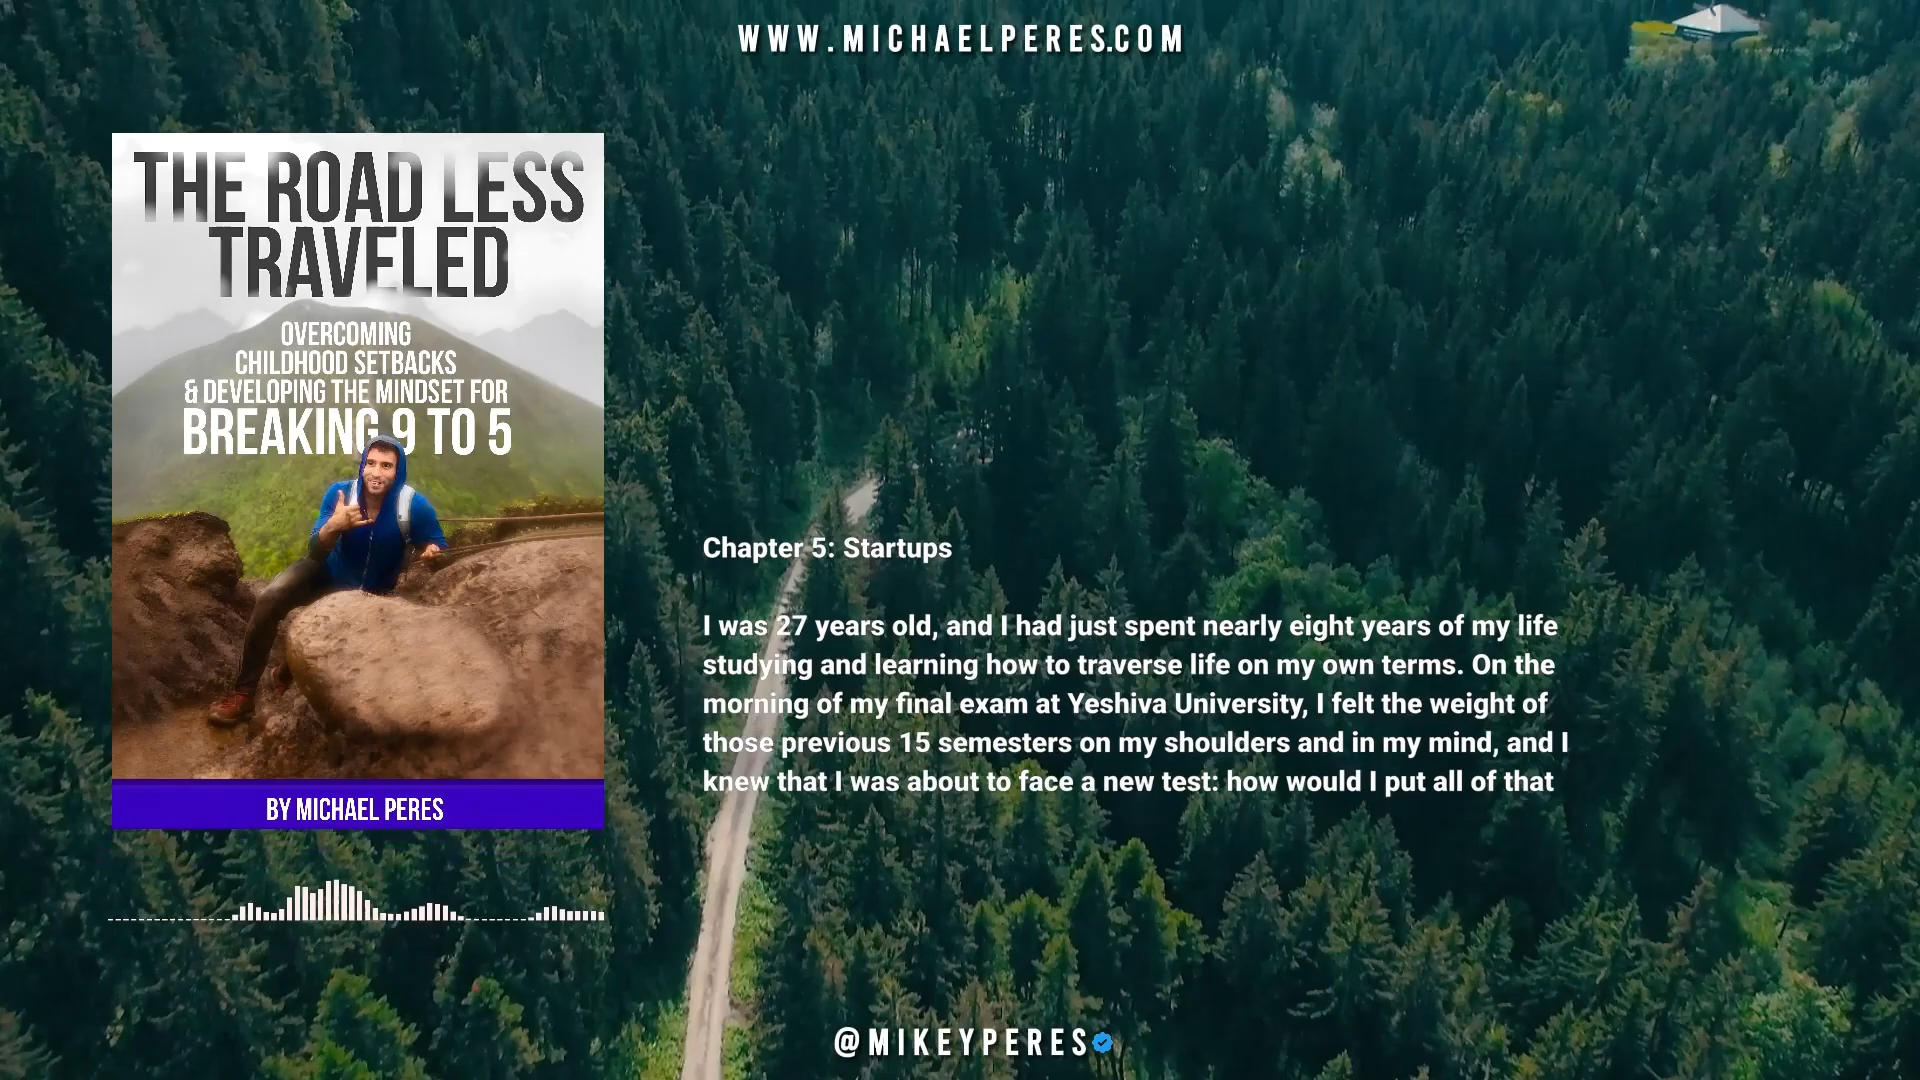 WWW.MICHAELPERES.COM
THE ROAD LESS
TRAVELED
OVERCOMING
CHILDHOOD SETBACKS
& DEVELOPING THE MINDSET FOR
BREAKING 9 TO 5
BY MICHAEL PERES
Chapter 5: Startups
I was 27 years old, and I had just spent nearly eight years of my life
studying and learning how to traverse life on my own terms. On the
morning of my final exam at Yeshiva University, I felt the weight of
those previous 15 semesters on my shoulders and in my mind, and I
knew that I was about to face a new test: how would I put all of that
@MIKEYPERES